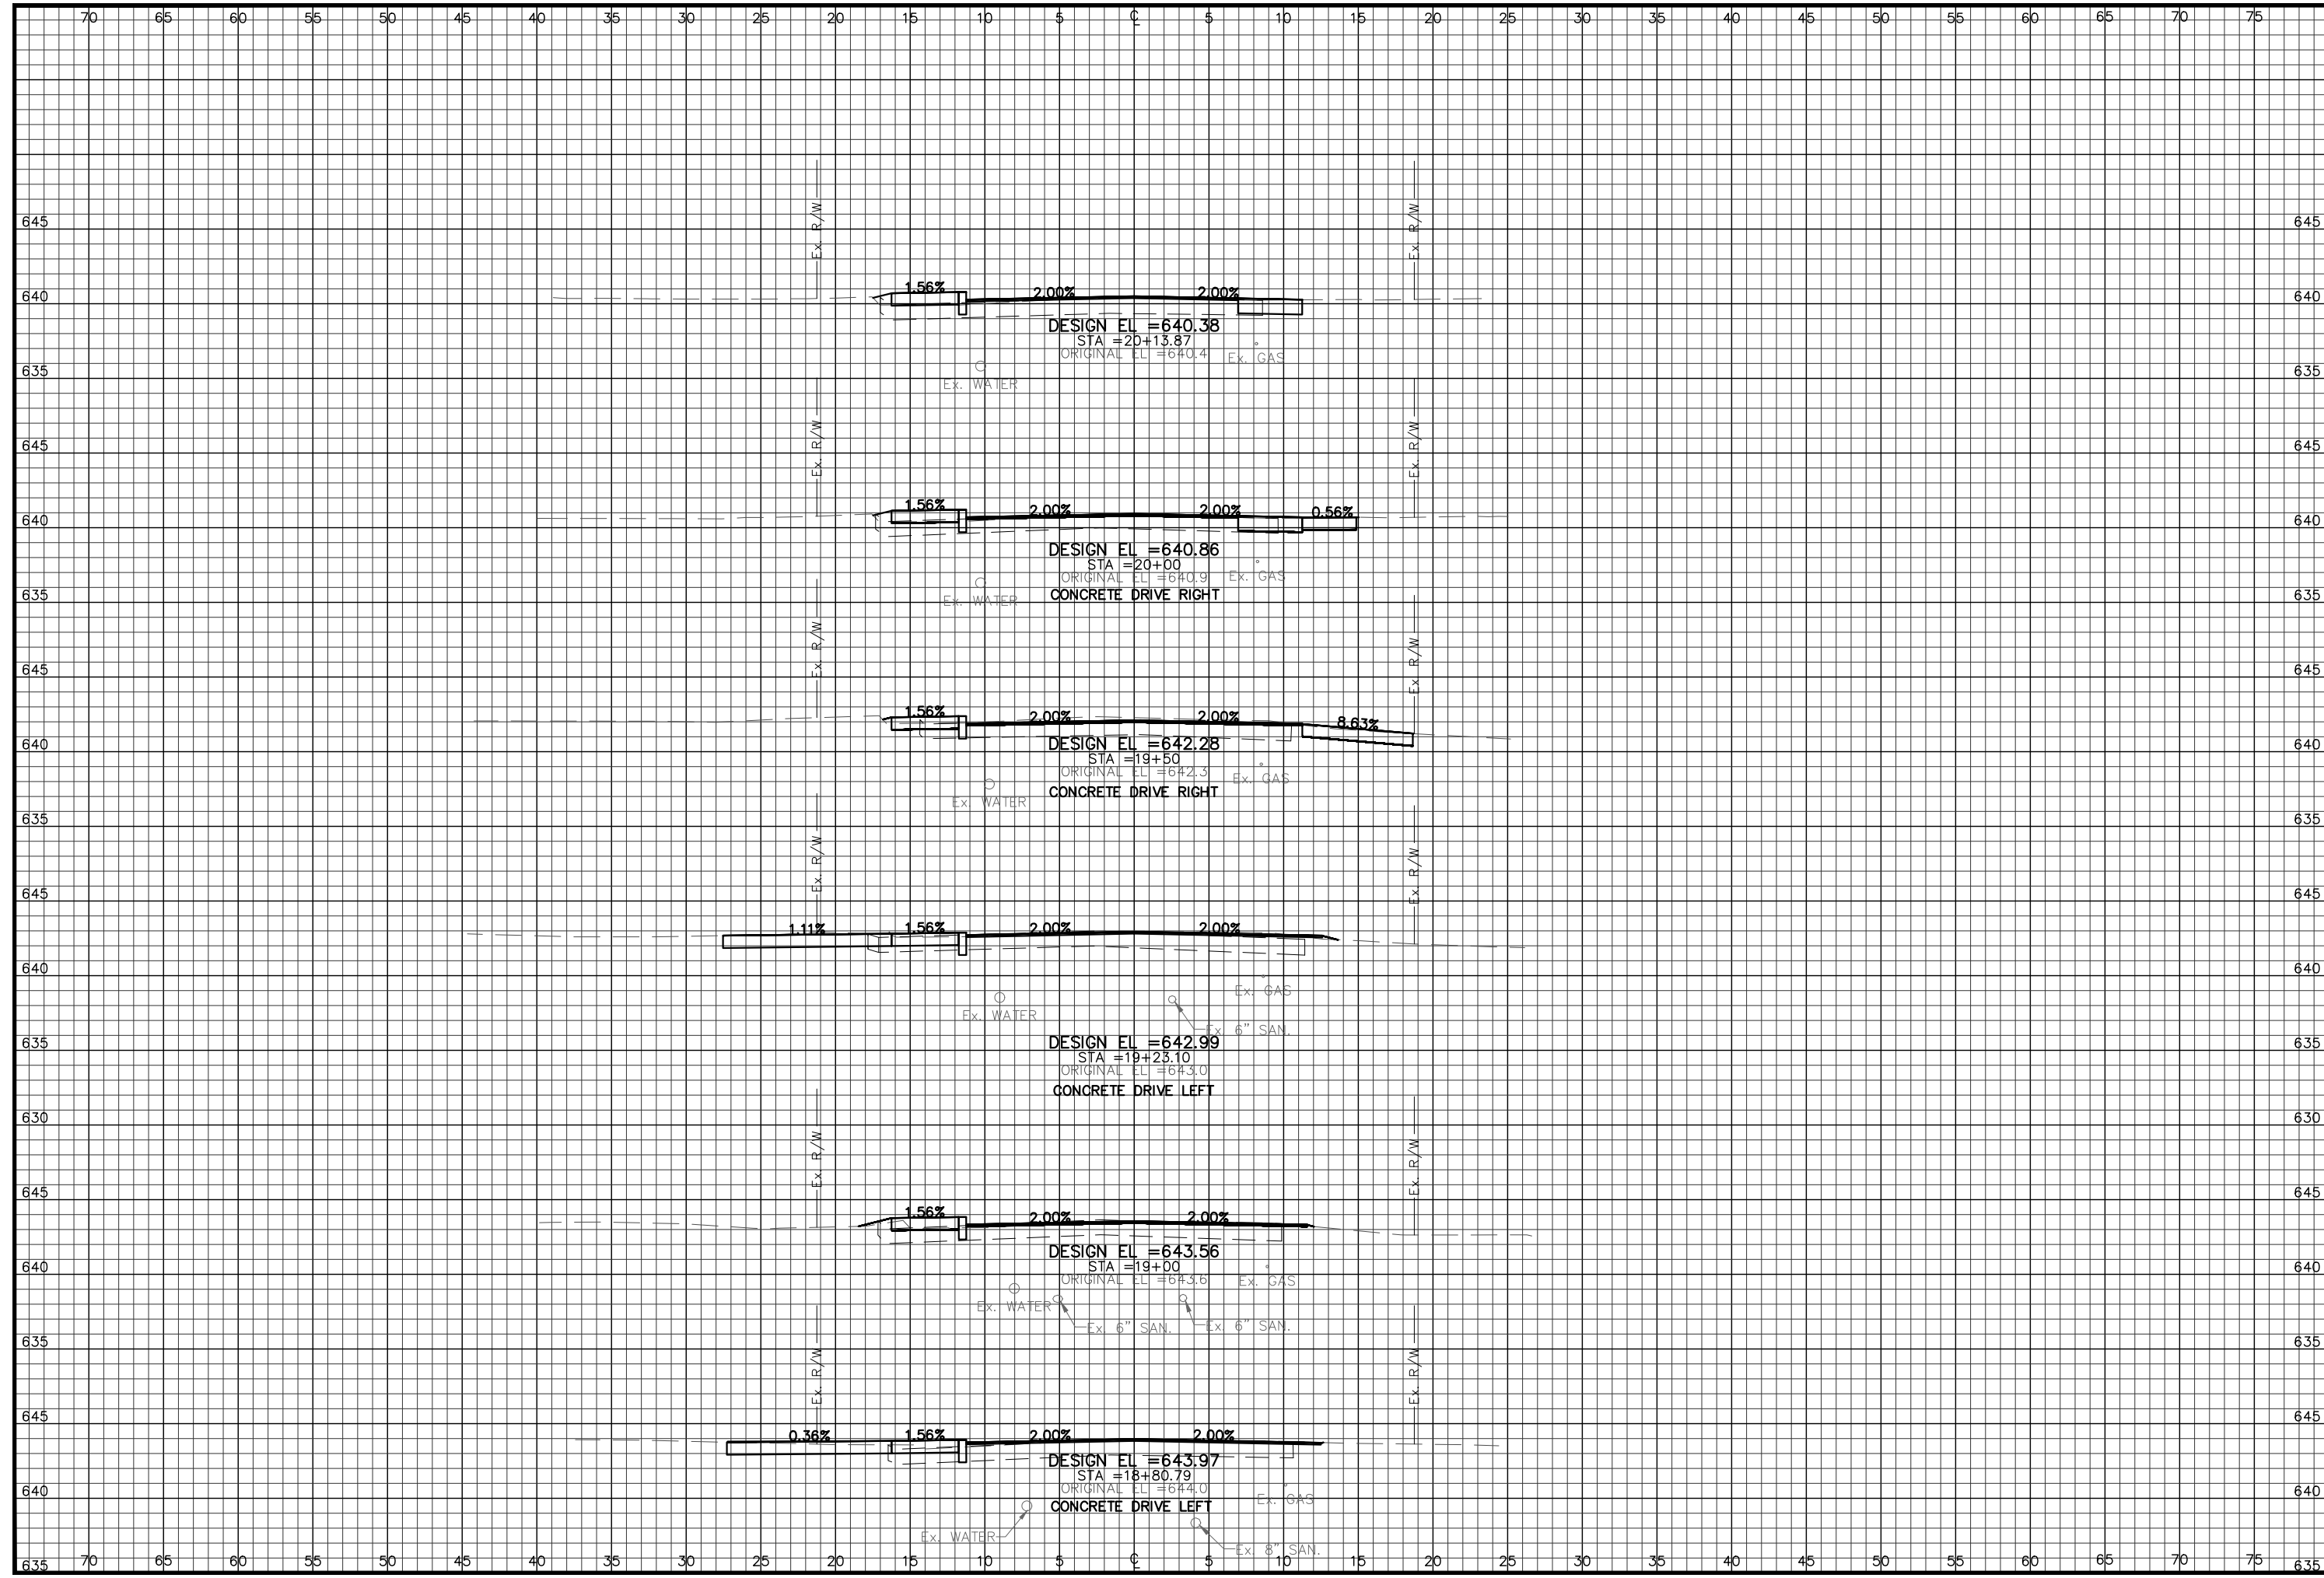 70 65 60 55 50 45 40 35 30 25 20 15 10 5 ℄ 5 10 15 20 25 30 35 40 45 50 55 60 65 70 75
Ex. R/W Ex. R/W
645 645
1.56% 2.00% 2.00%
640 640
DESIGN EL =640.38
STA =20+13.87
ORIGINAL EL =640.4
Ex. GAS
635 635
Ex. WATER
Ex. R/W Ex. R/W
645 645
1.56% 2.00% 2.00% 0.56%
640 640
DESIGN EL =640.86
STA =20+00
ORIGINAL EL =640.9
Ex. GAS
635 635
CONCRETE DRIVE RIGHT
Ex. WATER
Ex. R/W Ex. R/W
645 645
1.56% 2.00% 2.00% 8.63%
640 640
DESIGN EL =642.28
STA =19+50
ORIGINAL EL =642.3
Ex. GAS
CONCRETE DRIVE RIGHT
Ex. WATER
635 635
Ex. R/W Ex. R/W
645 645
1.11% 1.56% 2.00% 2.00%
640 640
Ex. GAS
Ex. WATER
Ex. 6" SAN.
635 635
DESIGN EL =642.99
STA =19+23.10
ORIGINAL EL =643.0
CONCRETE DRIVE LEFT
630 630
Ex. R/W Ex. R/W
645 645
1.56% 2.00% 2.00%
DESIGN EL =643.56
640 640
STA =19+00
ORIGINAL EL =643.6
Ex. GAS
Ex. WATER
Ex. 6" SAN. Ex. 6" SAN.
635 635
Ex. R/W Ex. R/W
645 645
0.36% 1.56% 2.00% 2.00%
DESIGN EL =643.97
STA =18+80.79
ORIGINAL EL =644.0
640 640
Ex. GAS
CONCRETE DRIVE LEFT
Ex. WATER
Ex. 8" SAN.
635 635
70 65 60 55 50 45 40 35 30 25 20 15 10 5 ℄ 5 10 15 20 25 30 35 40 45 50 55 60 65 70 75